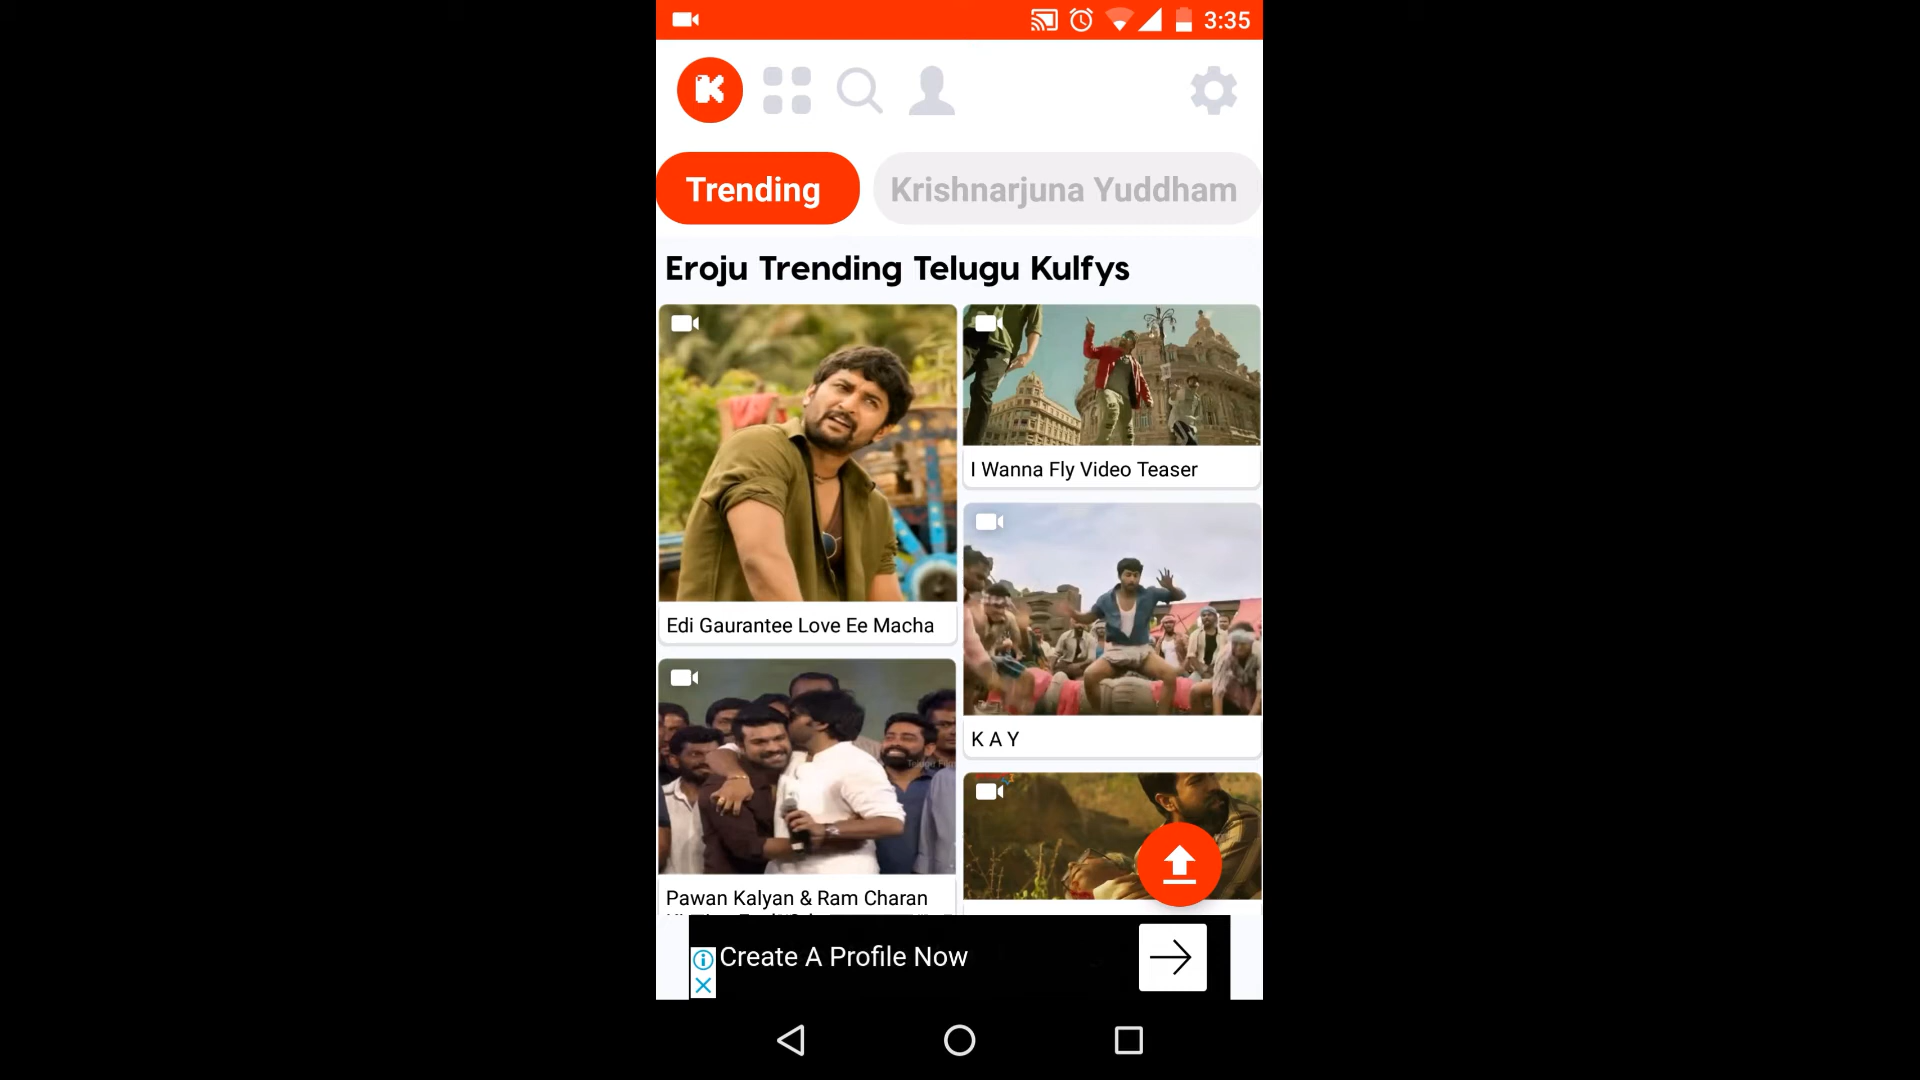 3:35
K
Trending
Krishnarjuna Yuddham
Eroju Trending Telugu Kulfys
Edi Gaurantee Love Ee Macha
I Wanna Fly Video Teaser
K A Y
Pawan Kalyan & Ram Charan
Create A Profile Now